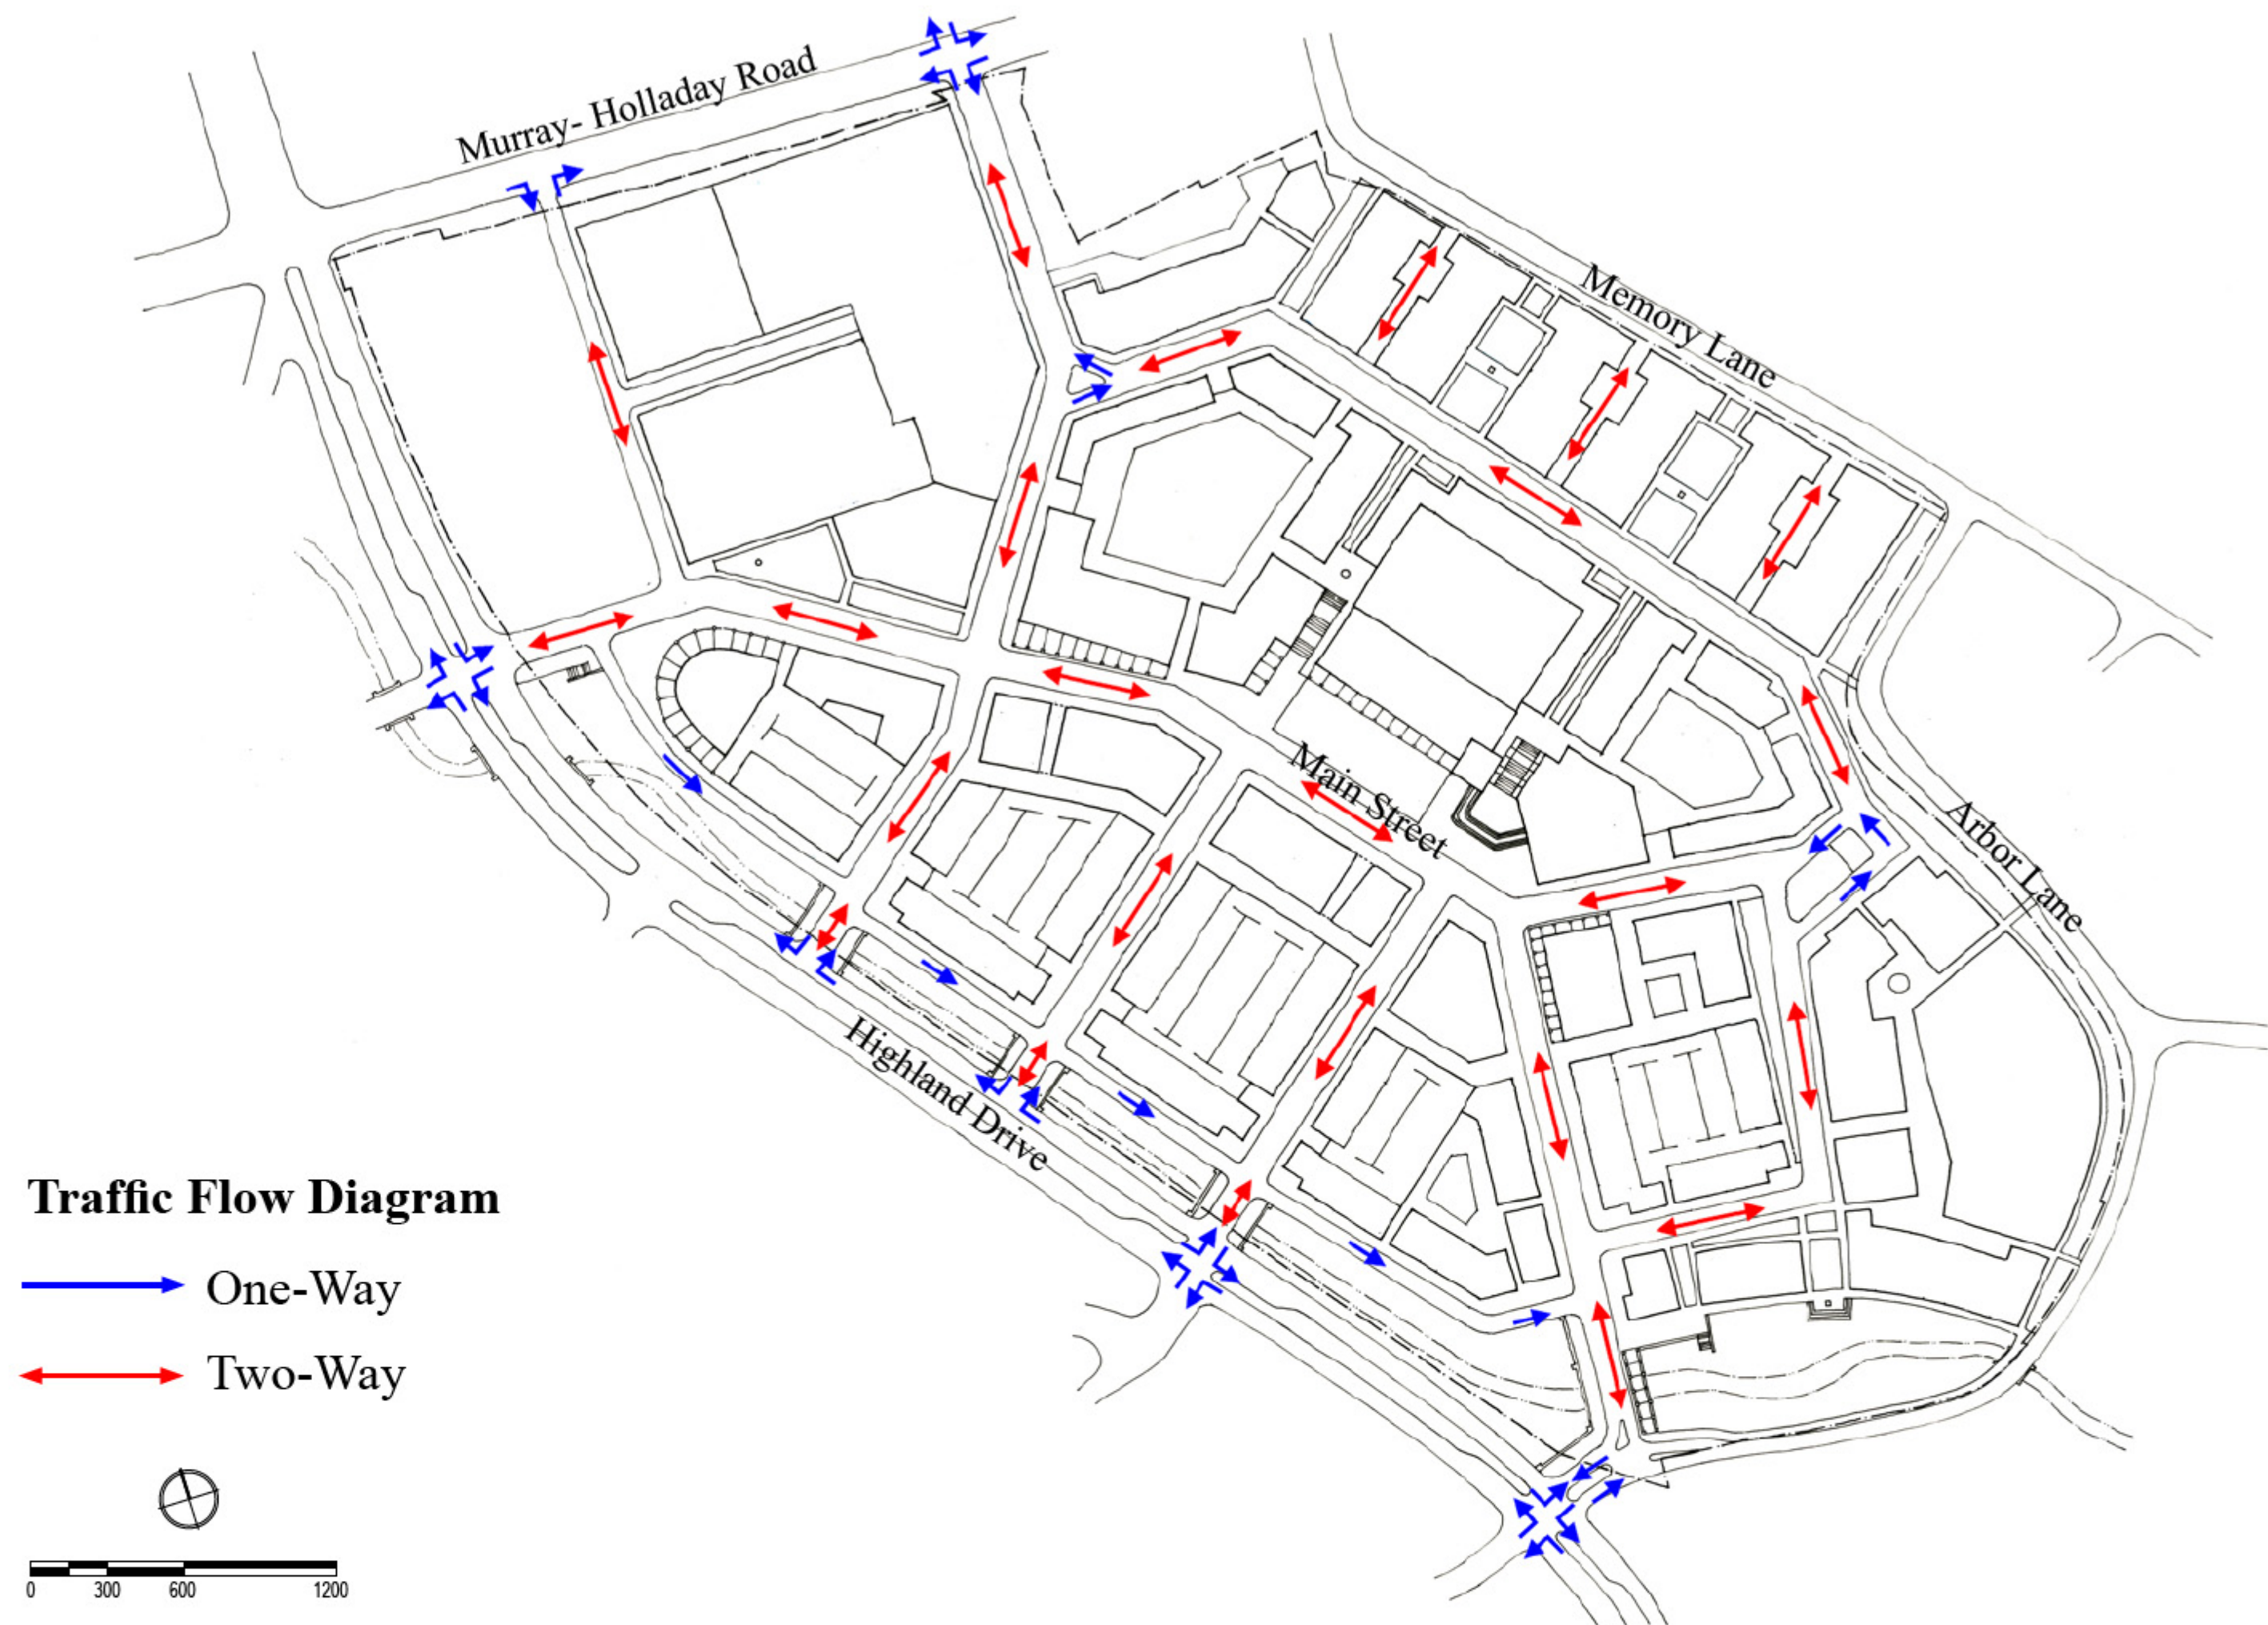 Murray- Holladay Road
Memory Lane
Main Street
Arbor Lane
Highland Drive
Traffic Flow Diagram
One-Way
Two-Way
0 300 600 1200